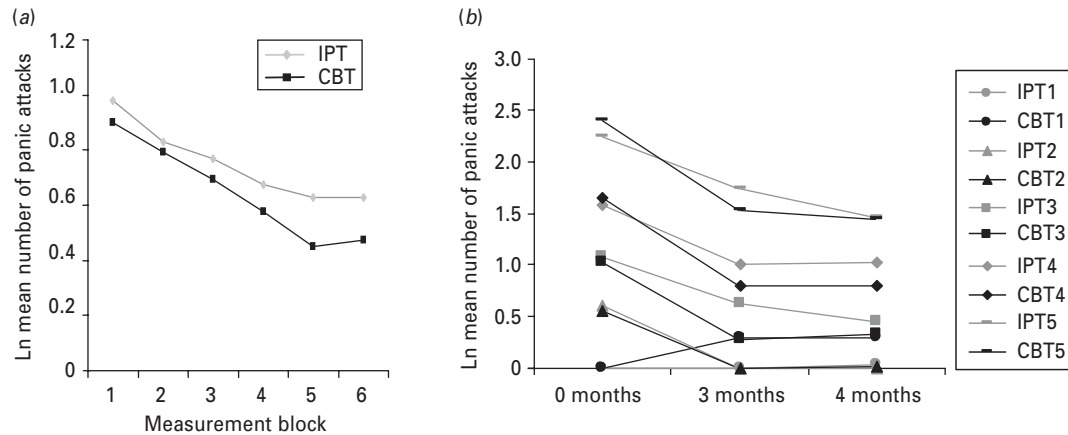 (a)
Ln mean number of panic attacks
1.2
1.0
0.8
0.6
0.4
0.2
0
1 2 3 4 5 6
Measurement block
IPT
CBT
(b)
Ln mean number of panic attacks
3.0
2.5
2.0
1.5
1.0
0.5
0
0 months 3 months 4 months
IPT1
CBT1
IPT2
CBT2
IPT3
CBT3
IPT4
CBT4
IPT5
CBT5